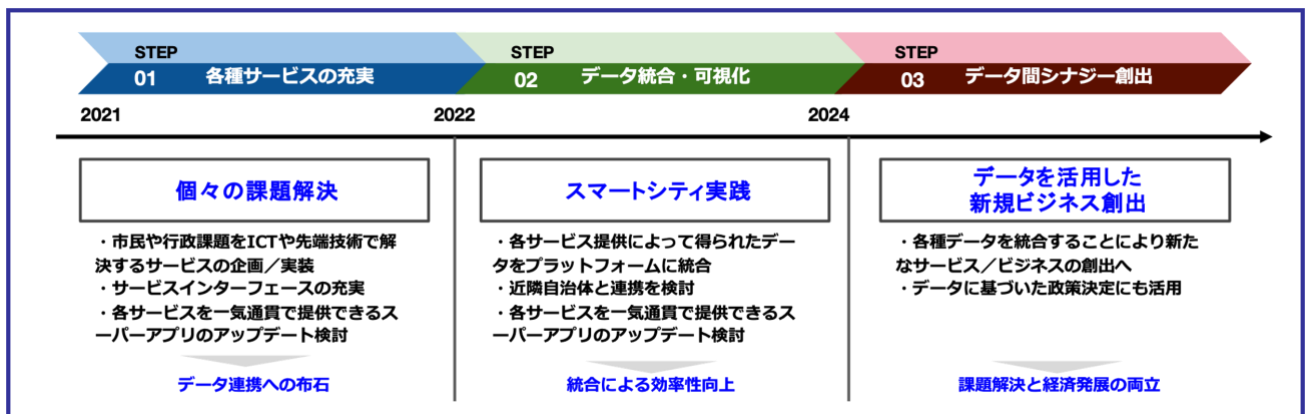 STEP
01 各種サービスの充実
STEP
02 データ統合・可視化
STEP
03 データ間シナジー創出
2021
2022
2024
個々の課題解決
・市民や行政課題をICTや先端技術で解
決するサービスの企画／実装
・サービスインターフェースの充実
・各サービスを一気通貫で提供できるス
ーパーアプリのアップデート検討
データ連携への布石
スマートシティ実践
・各サービス提供によって得られたデー
タをプラットフォームに統合
・近隣自治体と連携を検討
・各サービスを一気通貫で提供できるス
ーパーアプリのアップデート検討
統合による効率性向上
データを活用した
新規ビジネス創出
・各種データを統合することにより新た
なサービス／ビジネスの創出へ
・データに基づいた政策決定にも活用
課題解決と経済発展の両立